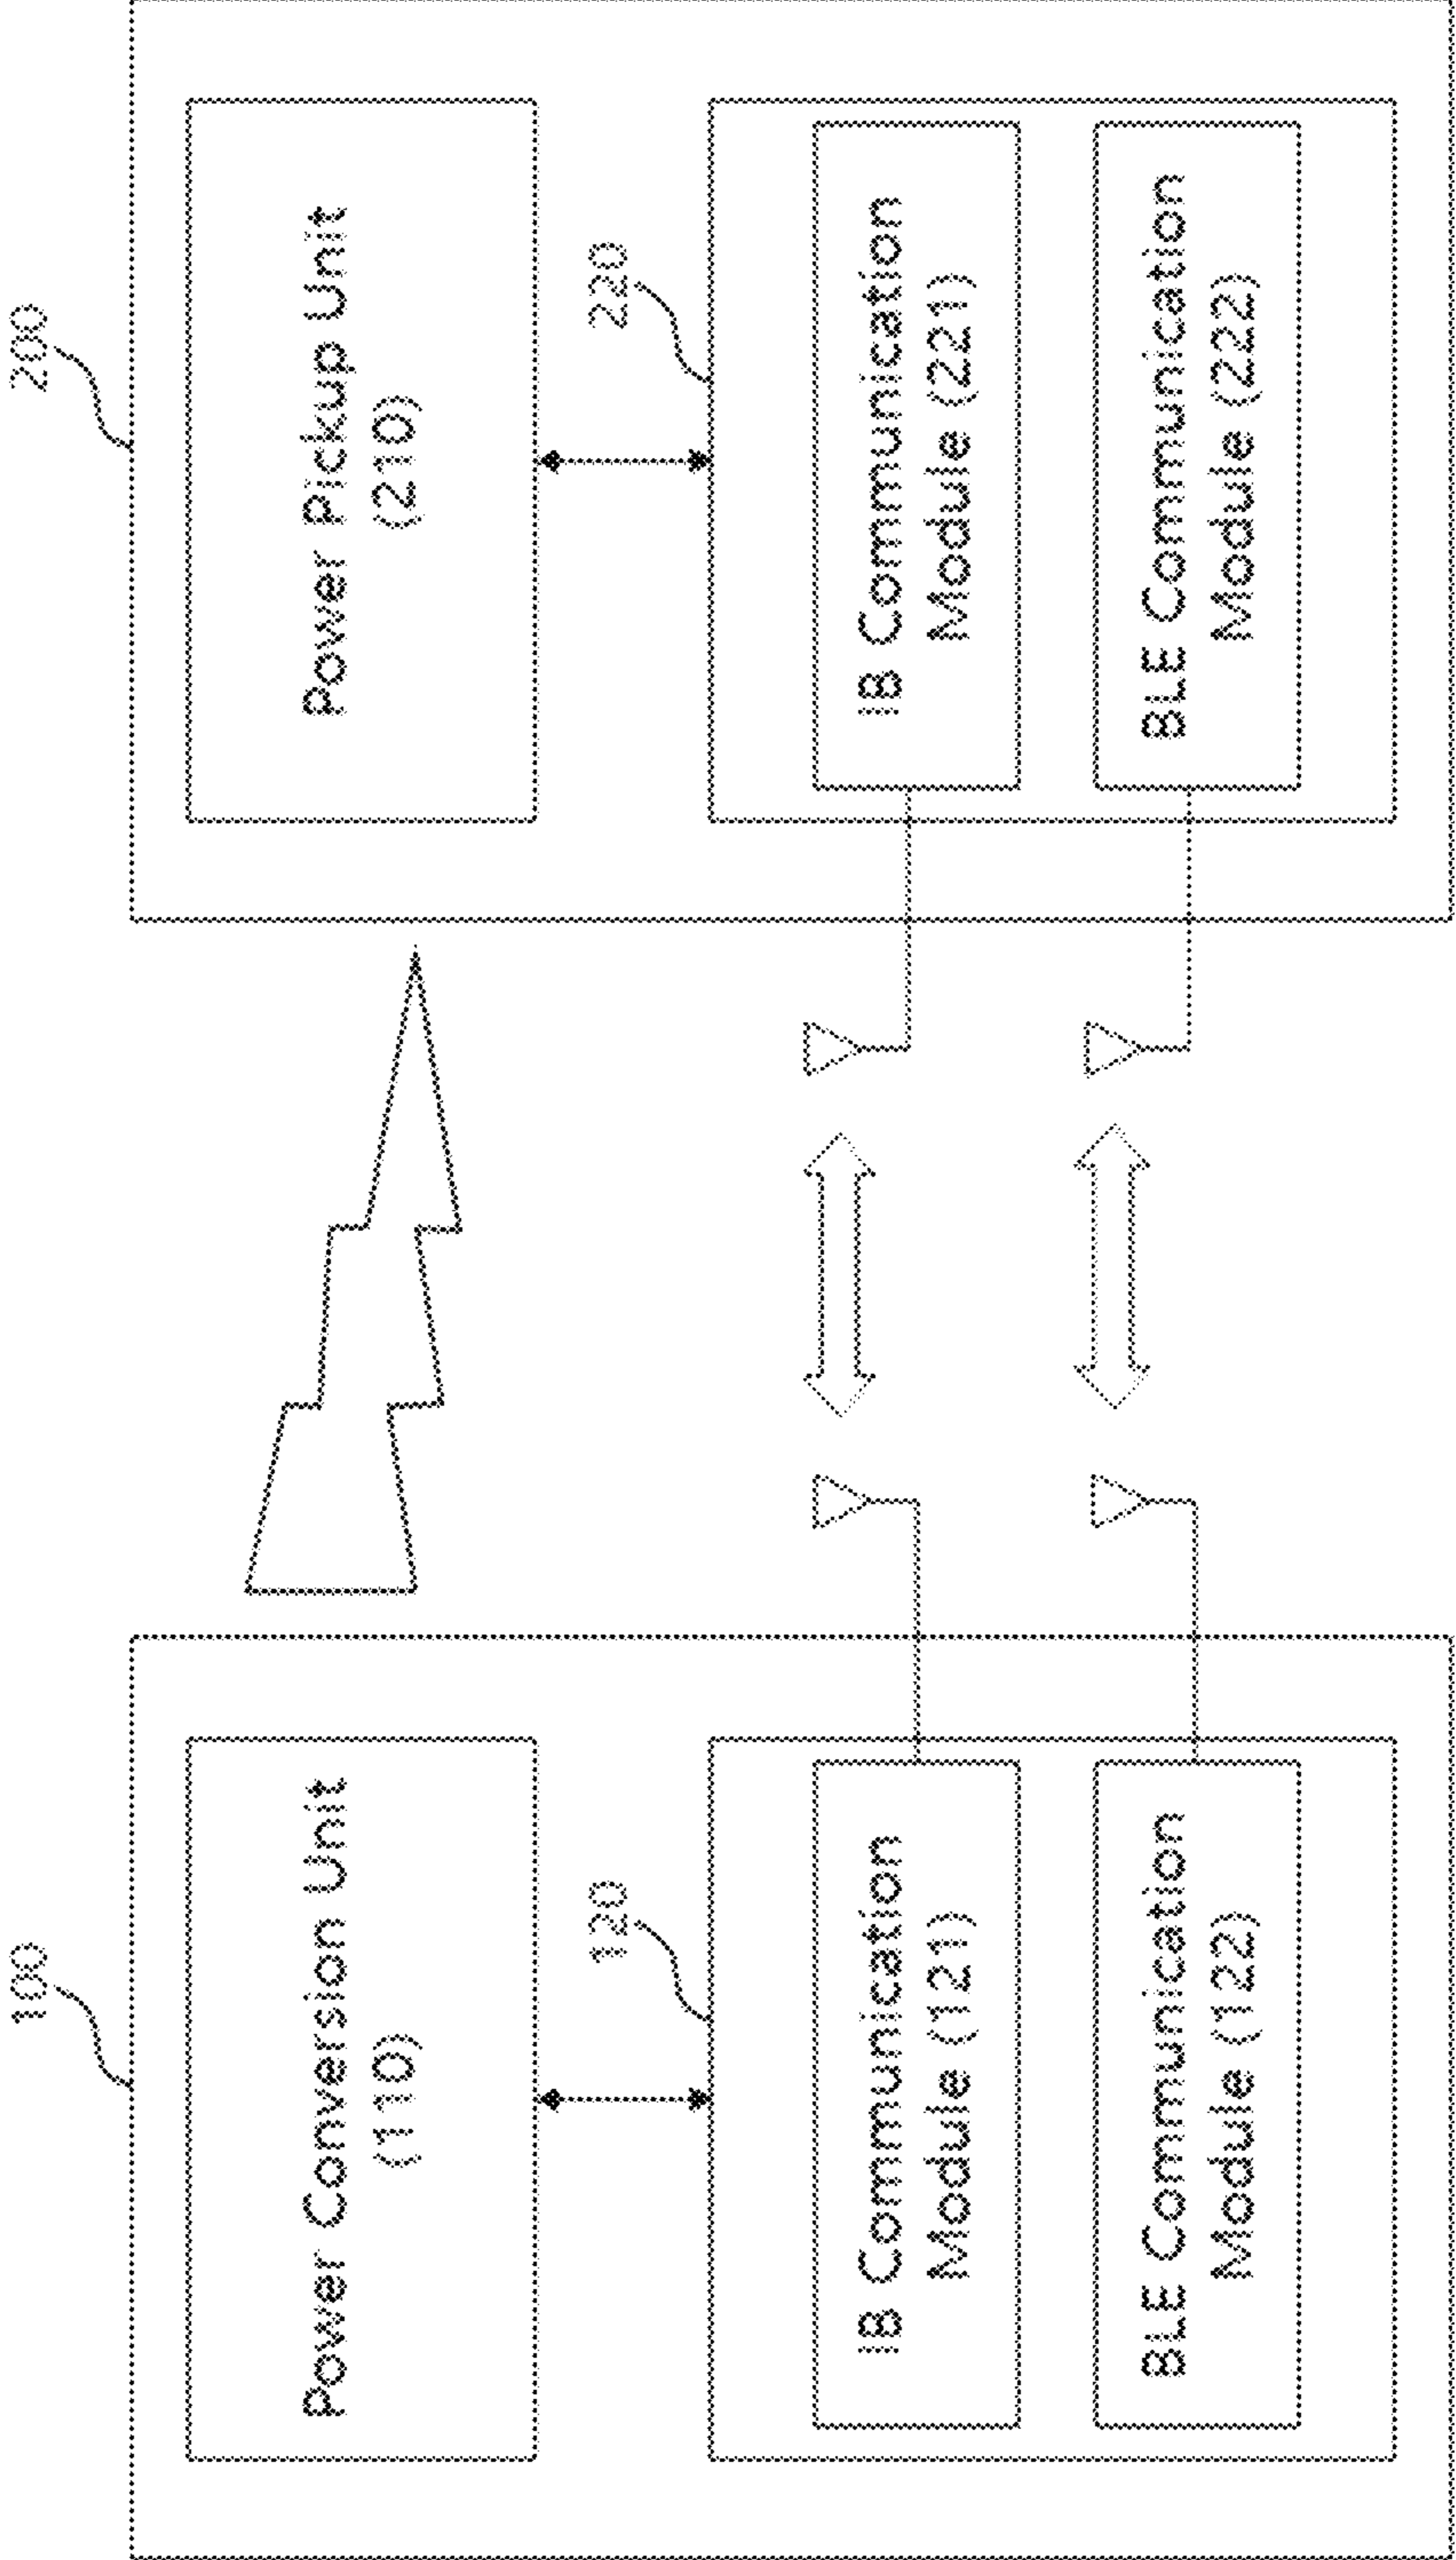 100
Power Conversion Unit
(110)
120
IB Communication
Module (121)
BLE Communication
Module (122)
200
Power Pickup Unit
(210)
220
IB Communication
Module (221)
BLE Communication
Module (222)